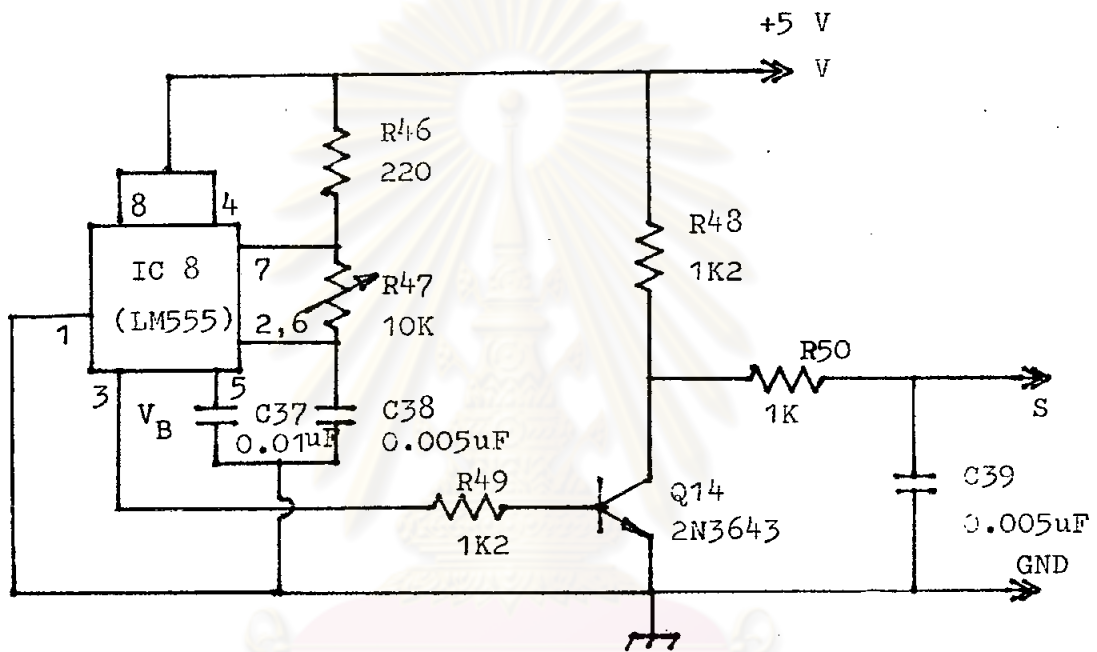 +5 V
V
R46
220
8
4
R48
1K2
IC 8
(LM555)
7
R47
10K
2,6
1
R50
1K
S
3
5
V_B
C37
0.01uF
C38
0.005uF
R49
1K2
Q14
2N3643
C39
0.005uF
GND